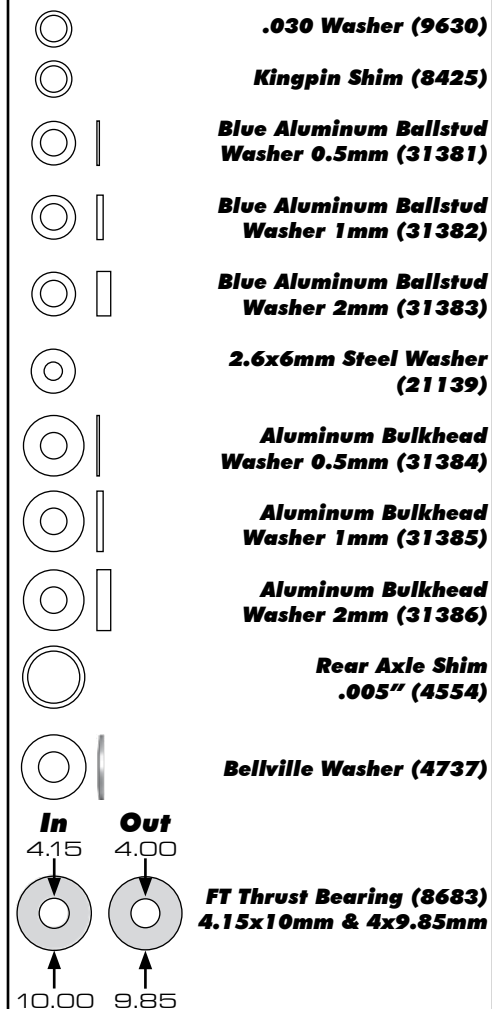 .030 Washer (9630)
Kingpin Shim (8425)
Blue Aluminum Ballstud
Washer 0.5mm (31381)
Blue Aluminum Ballstud
Washer 1mm (31382)
Blue Aluminum Ballstud
Washer 2mm (31383)
2.6x6mm Steel Washer
(21139)
Aluminum Bulkhead
Washer 0.5mm (31384)
Aluminum Bulkhead
Washer 1mm (31385)
Aluminum Bulkhead
Washer 2mm (31386)
Rear Axle Shim
.005” (4554)
Bellville Washer (4737)
In Out
4.15 4.00
FT Thrust Bearing (8683)
4.15x10mm & 4x9.85mm
10.00 9.85